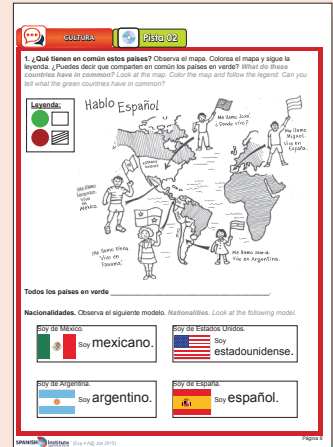 CULTURA
Pista 02
1. ¿Qué tienen en común estos países? Observa el mapa. Colorea el mapa y sigue la
leyenda. ¿Puedes decir que comparten en común los países en verde? What do these
countries have in common? Look at the map. Color the map and follow the legend. Can you
tell what the green countries have in common?
Leyenda:
Hablo Español
Me llamo José.
¿Dónde vivo?
Me llamo
Miguel.
Vivo en
España.
ESTADOS
UNIDOS
Me llamo
Lorenzo.
Vivo
en
México.
Me llamo Elena.
Vivo en
Panamá.
Me llamo María.
Vivo en Argentina.
Todos los países en verde ________________________________________.
Nacionalidades. Observa el siguiente modelo. Nationalities. Look at the following model.
Soy de México.
Soy mexicano.
Soy de Estados Unidos.
Soy
estadounidense.
Soy de Argentina.
Soy argentino.
Soy de España.
Soy español.
SPANISH Institute
Página 8